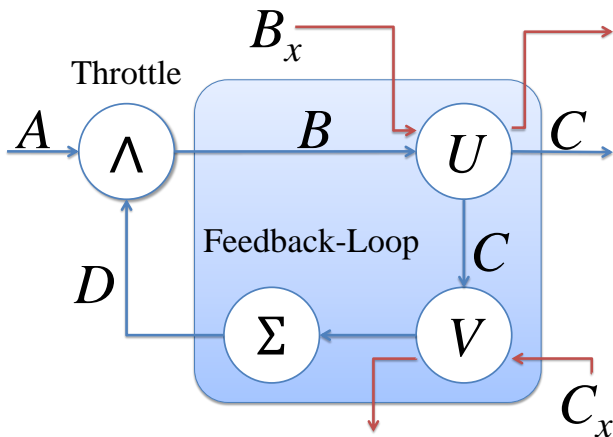 B_x
Throttle
A
∧
B
U
C
Feedback-Loop
C
D
Σ
V
C_x